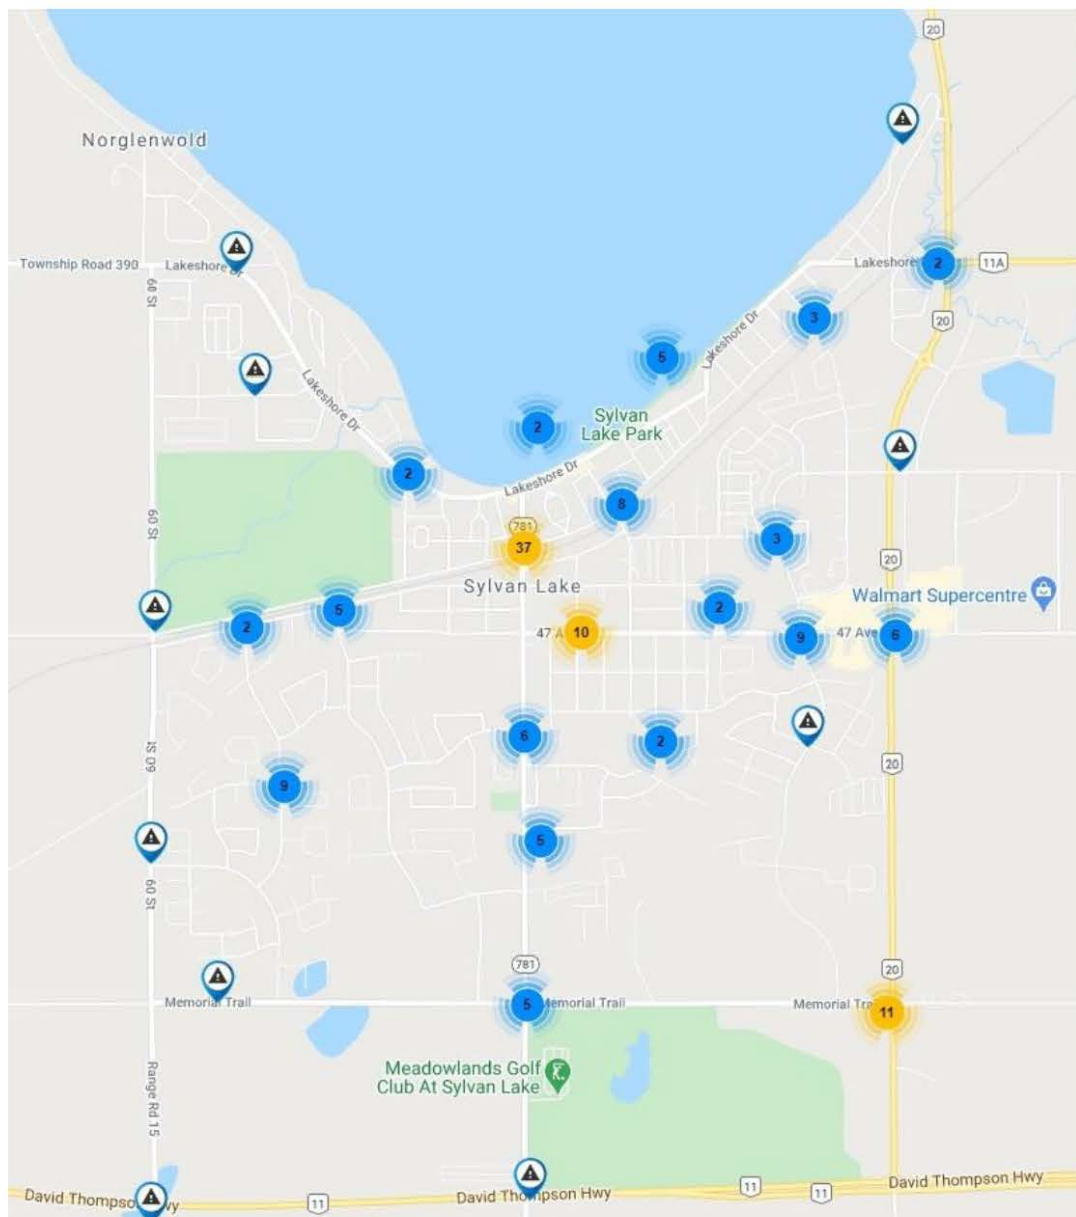 20
Norglenwold
Township Road 390
Lakeshore Dr
Lakeshore
2
11A
60 St
3
20
5
Lakeshore Dr
Lakeshore Dr
Sylvan
Lake Park
2
2
Lakeshore Dr
8
60 St
781
37
3
20
Sylvan Lake
Walmart Supercentre
5
2
2
47 A
10
9
47 Ave
6
6
2
60 St
20
9
5
60 St
781
20
Memorial Trail
5
Memorial Trail
Memorial Tra
11
Meadowlands Golf
Club At Sylvan Lake
Range Rd 15
David Thompson Hwy
11
David Thompson Hwy
11
11
David Thompson Hwy